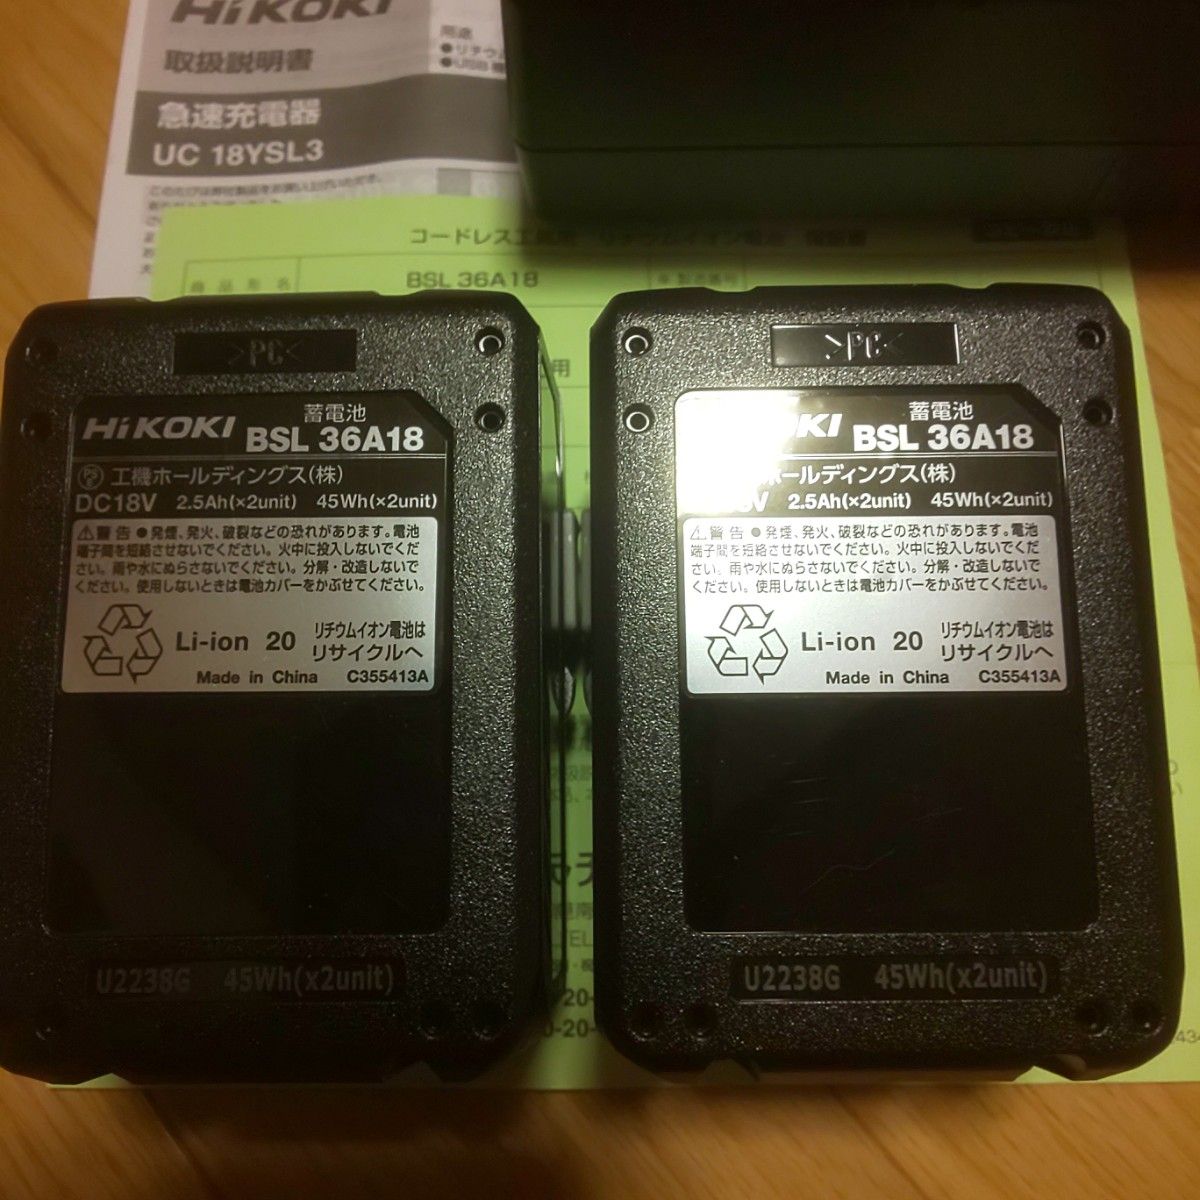 HiKOKI
取扱説明書
急速充電器
UC 18YSL3
用途
商品形名
BSL 36A18
>PC<
HiKOKI 蓄電池
BSL 36A18
工機ホールディングス(株)
DC18V 2.5Ah(×2unit) 45Wh(×2unit)
⚠警告 ●発煙、発火、破裂などの恐れがあります。電池
端子間を短絡させないでください。火中に投入しないでくだ
さい。雨や水にぬらさないでください。分解・改造しないで
ください。使用しないときは電池カバーをかぶせてください。
Li-ion 20 リチウムイオン電池は
リサイクルへ
Made in China C355413A
U2238G 45Wh(x2unit)
>PC<
KI 蓄電池
BSL 36A18
ホールディングス(株)
V 2.5Ah(×2unit) 45Wh(×2unit)
⚠警告 ●発煙、発火、破裂などの恐れがあります。電池
端子間を短絡させないでください。火中に投入しないでくだ
さい。雨や水にぬらさないでください。分解・改造しないで
ください。使用しないときは電池カバーをかぶせてください。
Li-ion 20 リチウムイオン電池は
リサイクルへ
Made in China C355413A
U2238G 45Wh(x2unit)